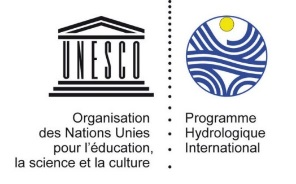 UNESCO
Organisation
des Nations Unies
pour l'éducation,
la science et la culture
Programme
Hydrologique
International